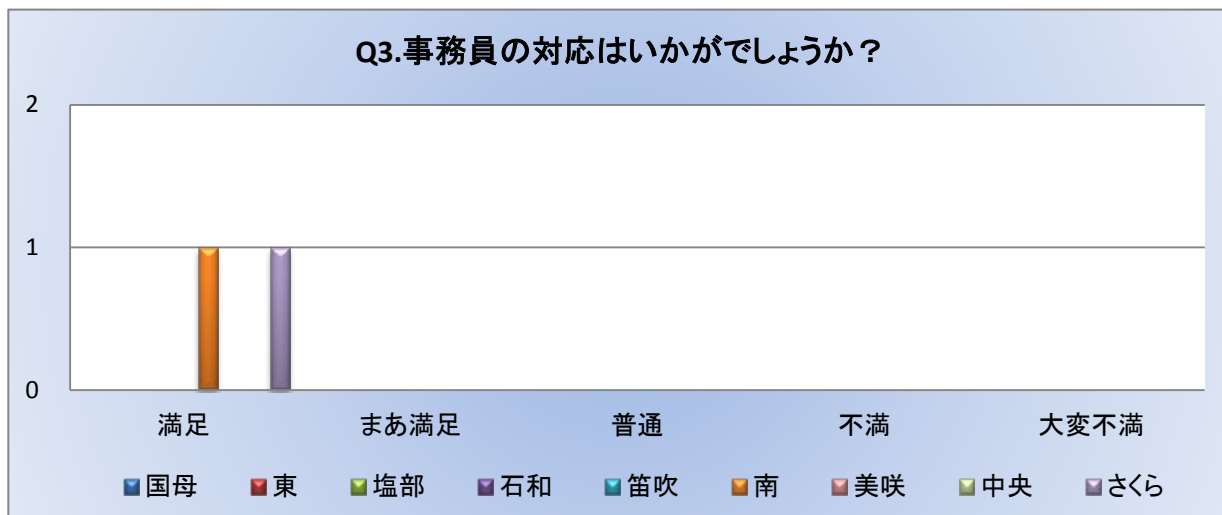 Q3.事務員の対応はいかがでしょうか？
2
1
0
満足 まあ満足 普通 不満 大変不満
国母 東 塩部 石和 笛吹 南 美咲 中央 さくら